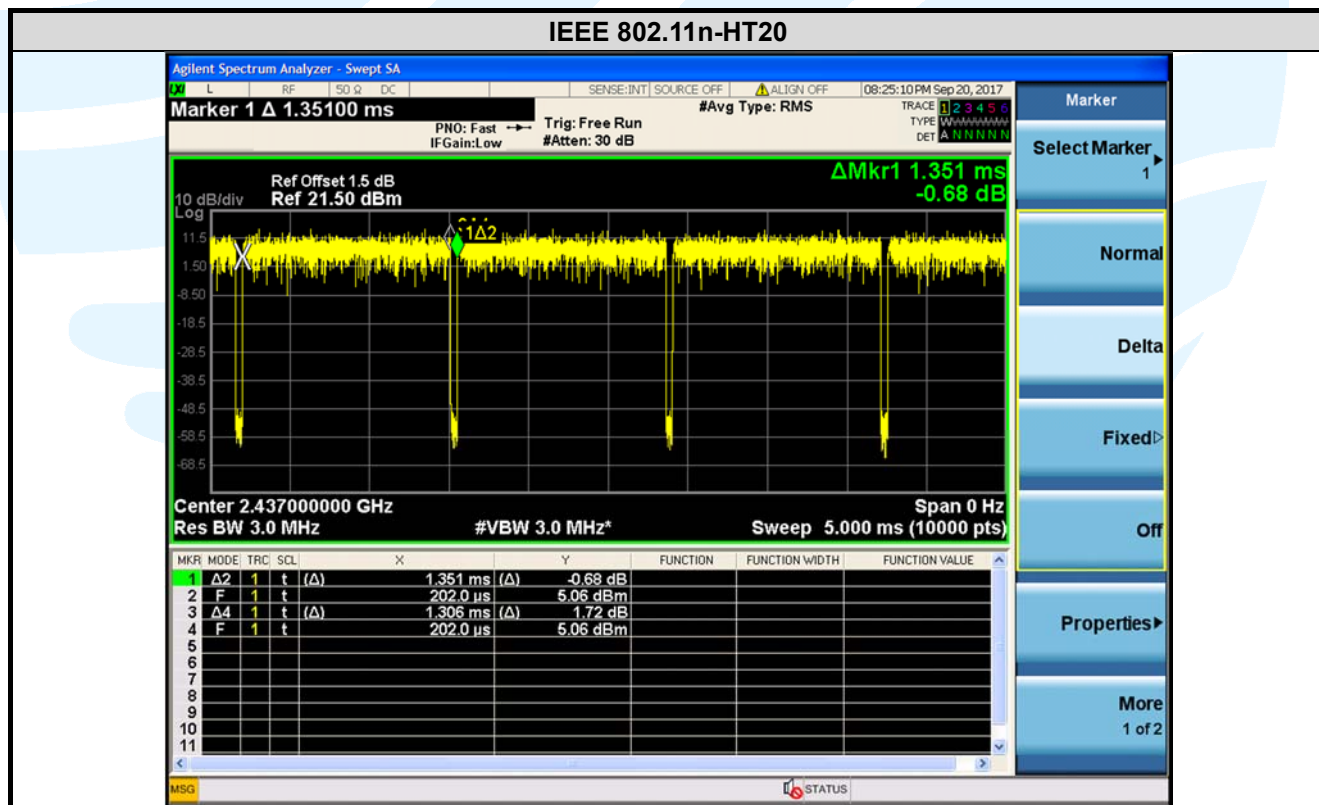 IEEE 802.11n-HT20
Agilent Spectrum Analyzer - Swept SA
LXI L RF 50 Ω DC SENSE:INT SOURCE OFF ALIGN OFF 08:25:10 PM Sep 20, 2017
Marker 1 Δ 1.35100 ms
PNO: Fast
IFGain:Low
Trig: Free Run
#Atten: 30 dB
#Avg Type: RMS
TRACE 1 2 3 4 5 6
TYPE W
DET A N N N N N
ΔMkr1 1.351 ms
-0.68 dB
Ref Offset 1.5 dB
10 dB/div Ref 21.50 dBm
Log
11.5
1.50
-8.50
-18.5
-28.5
-38.5
-48.5
-58.5
-68.5
1Δ2
Center 2.437000000 GHz Span 0 Hz
Res BW 3.0 MHz #VBW 3.0 MHz* Sweep 5.000 ms (10000 pts)
MKR MODE TRC SCL X Y FUNCTION FUNCTION WIDTH FUNCTION VALUE
1 Δ2 1 t (Δ) 1.351 ms (Δ) -0.68 dB
2 F 1 t 202.0 µs 5.06 dBm
3 Δ4 1 t (Δ) 1.306 ms (Δ) 1.72 dB
4 F 1 t 202.0 µs 5.06 dBm
5
6
7
8
9
10
11
MSG STATUS
Marker
Select Marker
1
Normal
Delta
Fixed
Off
Properties
More
1 of 2